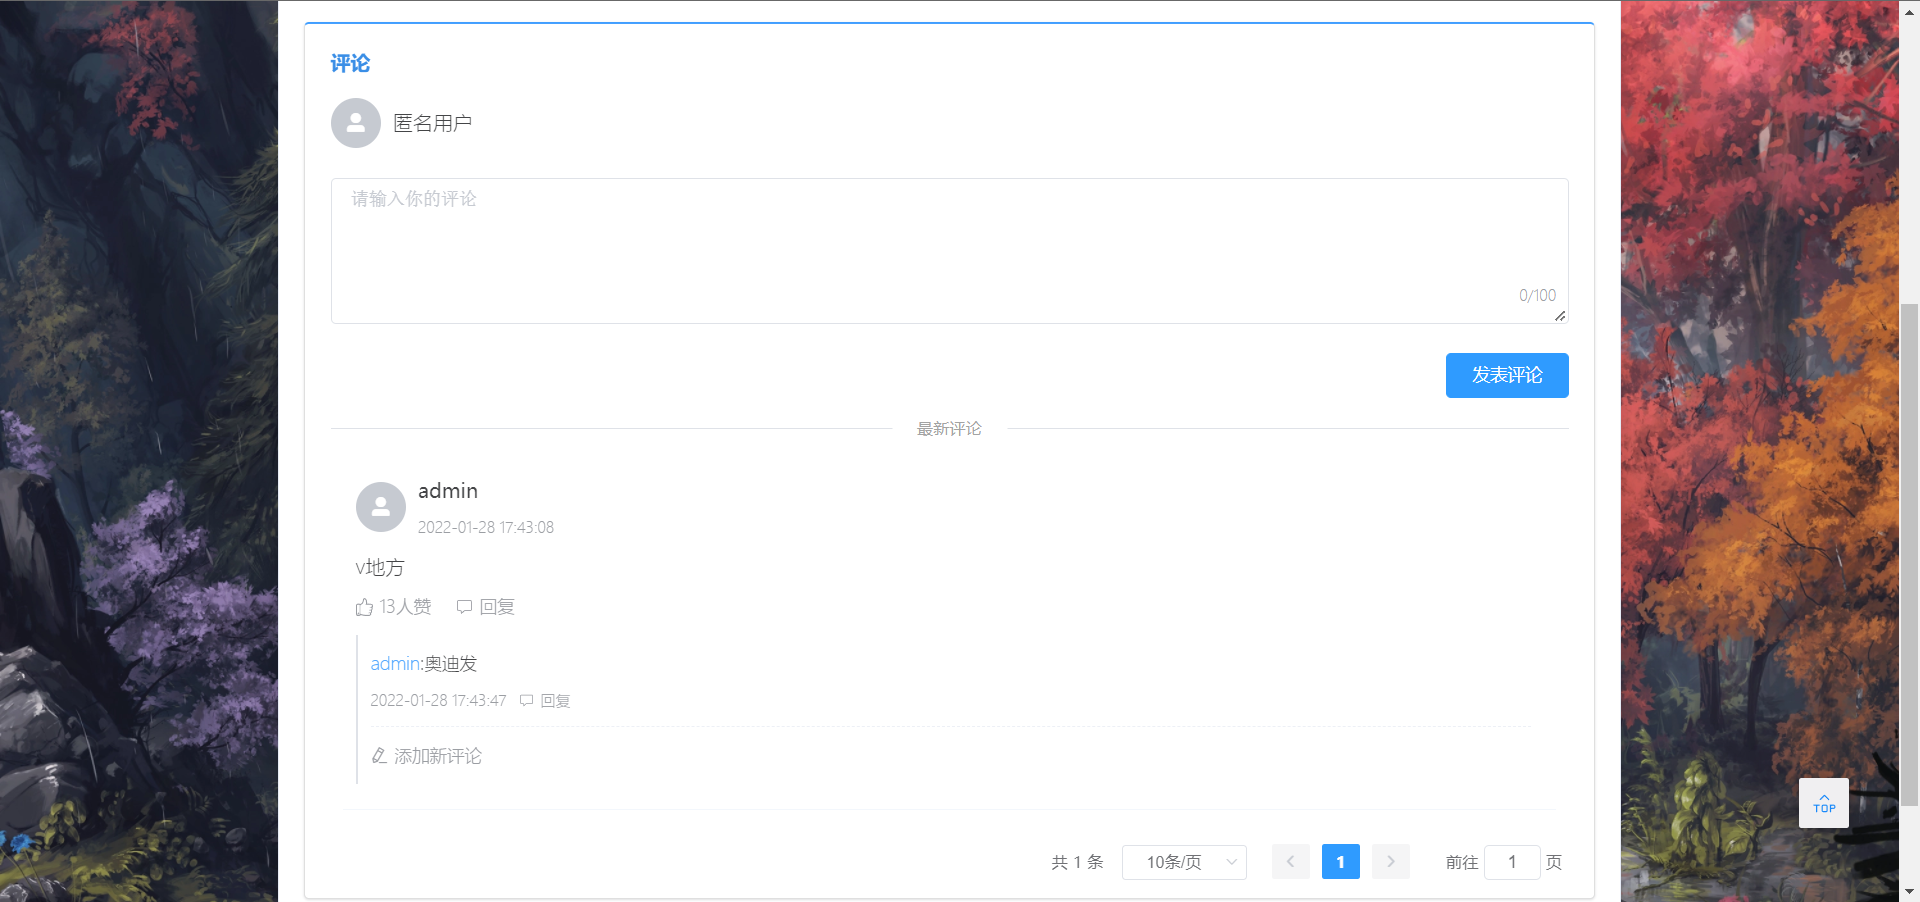 评论
匿名用户
请输入你的评论
0/100
发表评论
最新评论
admin
2022-01-28 17:43:08
v地方
13人赞 回复
admin:奥迪发
2022-01-28 17:43:47 回复
添加新评论
共 1 条 10条/页 1 前往 1 页
TOP